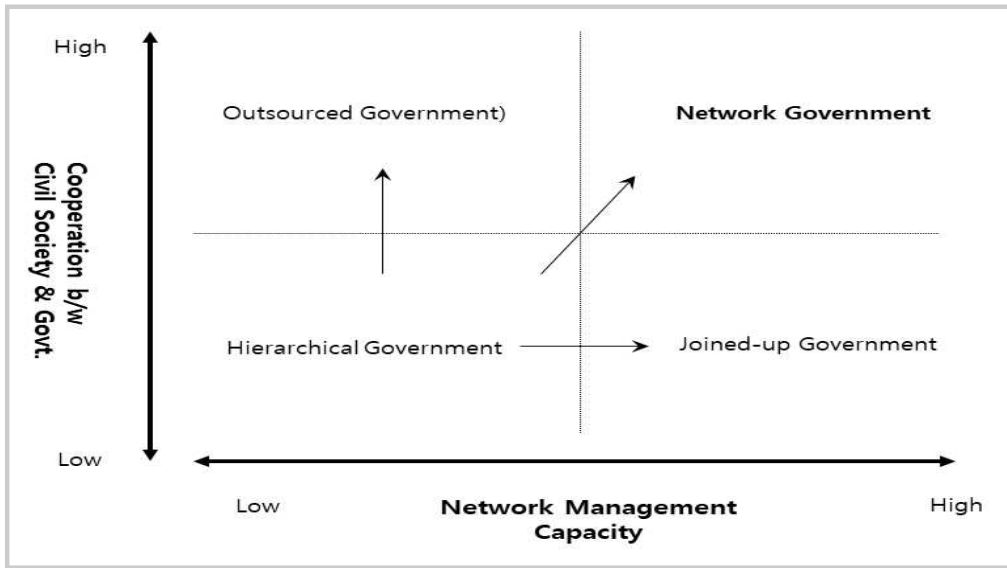 High
Outsourced Government)
Network Government
Cooperation b/w
Civil Society & Govt.
Hierarchical Government
Joined-up Government
Low
Low
Network Management
Capacity
High